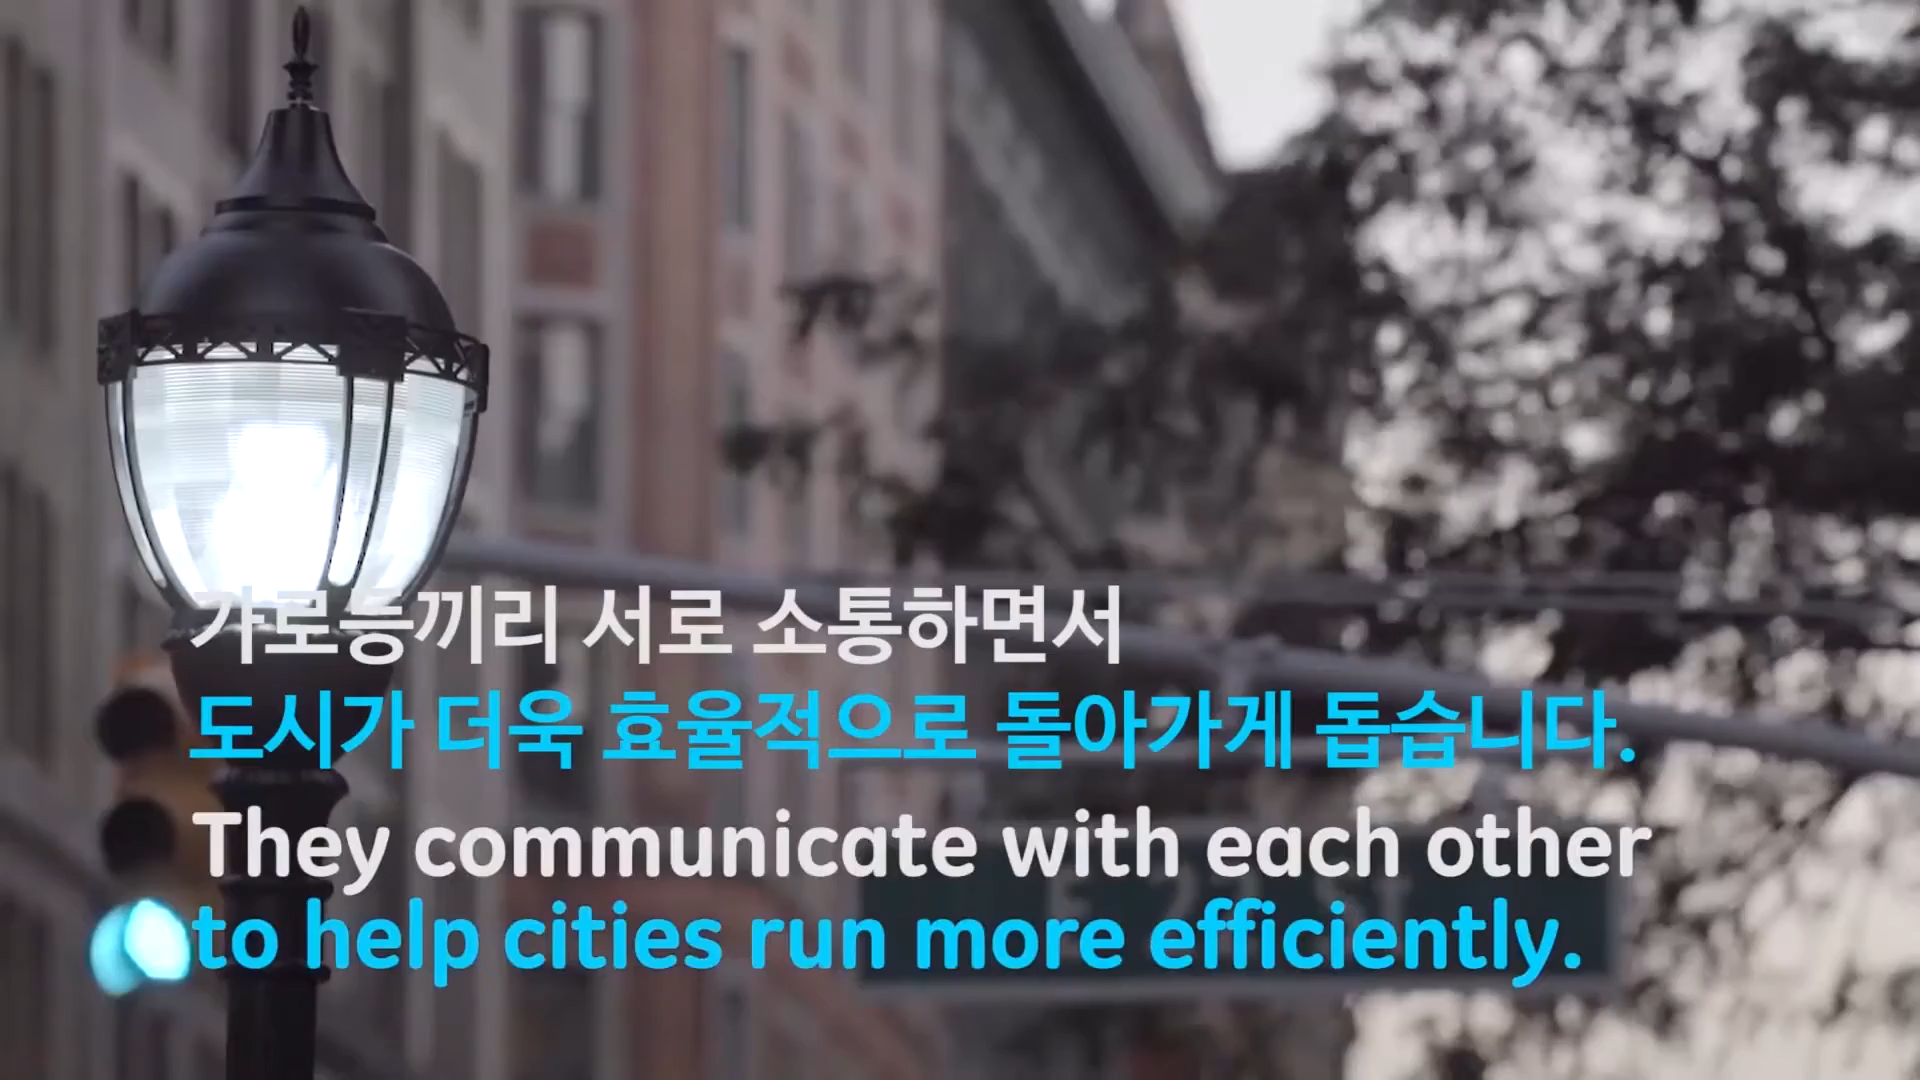 가로등끼리 서로 소통하면서
도시가 더욱 효율적으로 돌아가게 돕습니다.
They communicate with each other
to help cities run more efficiently.